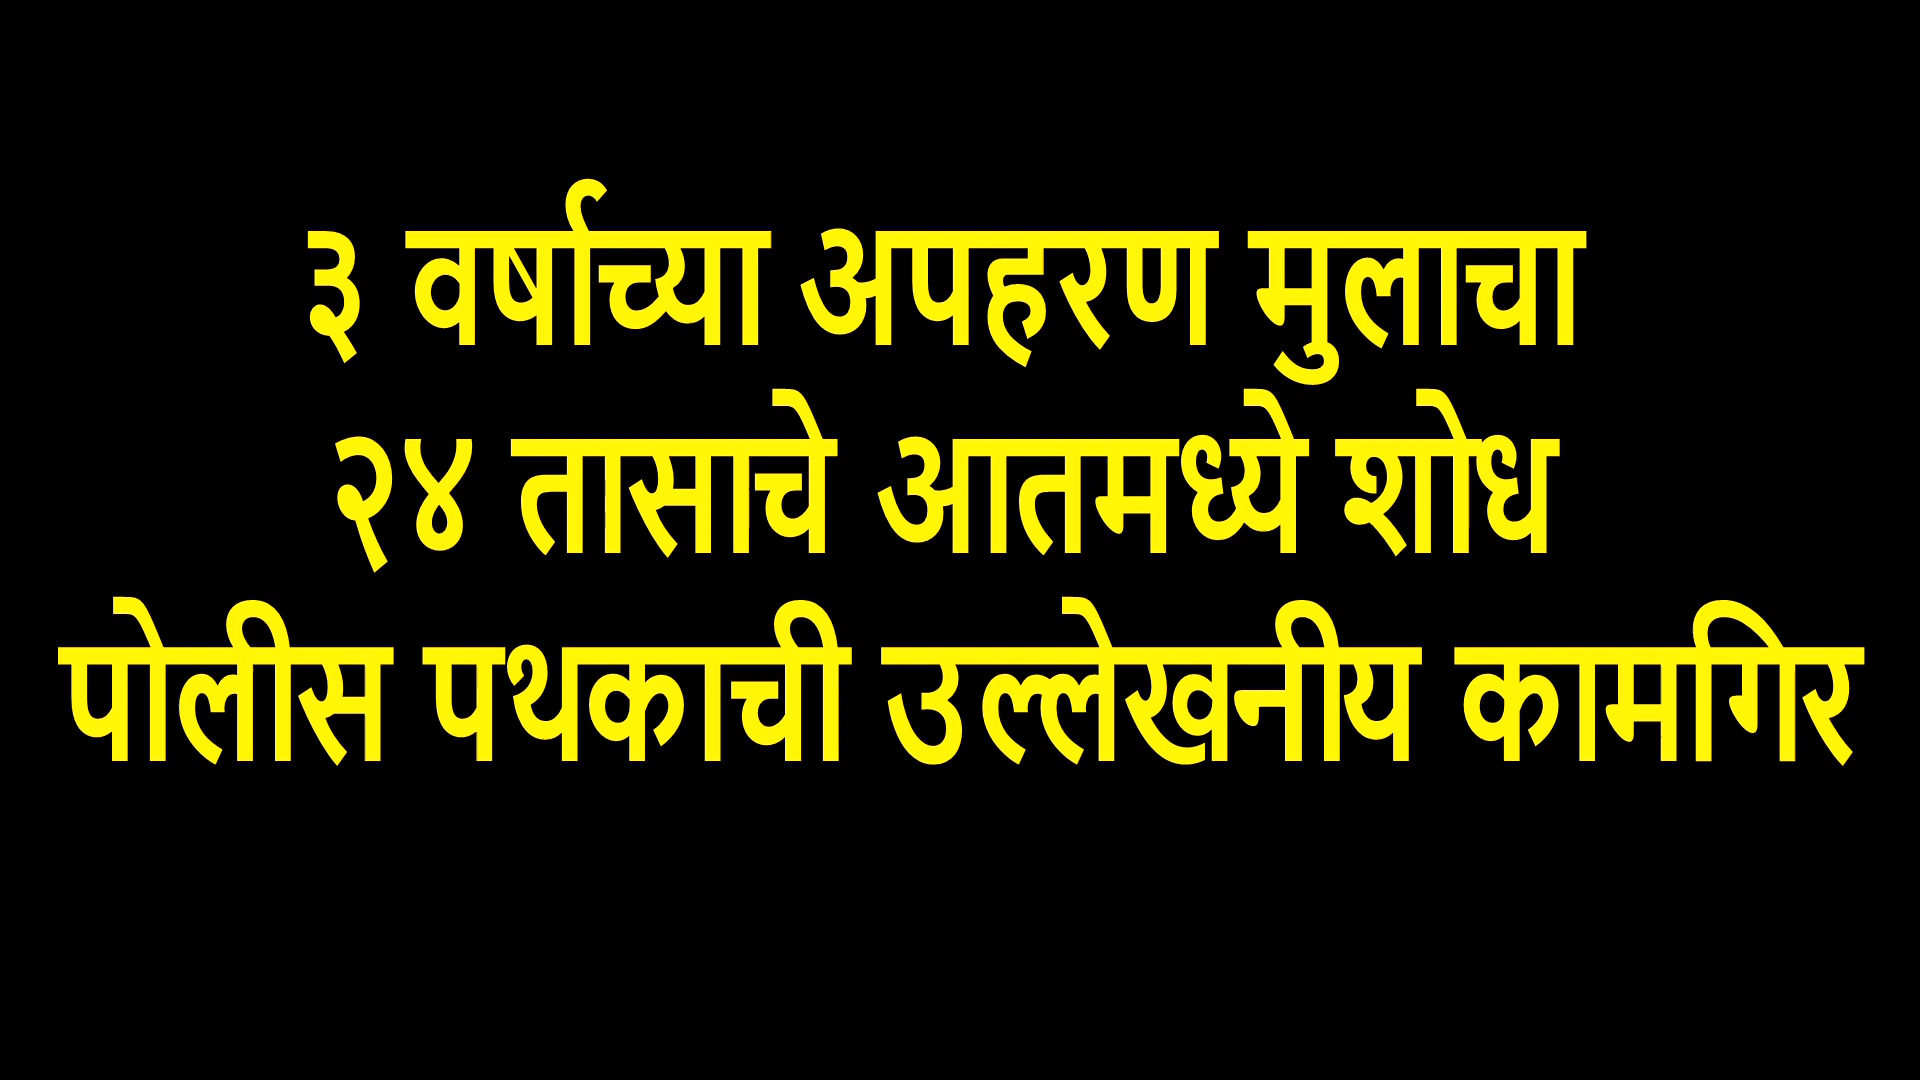 ३ वर्षाच्या अपहरण मुलाचा
२४ तासाचे आतमध्ये शोध
पोलीस पथकाची उल्लेखनीय कामगिर